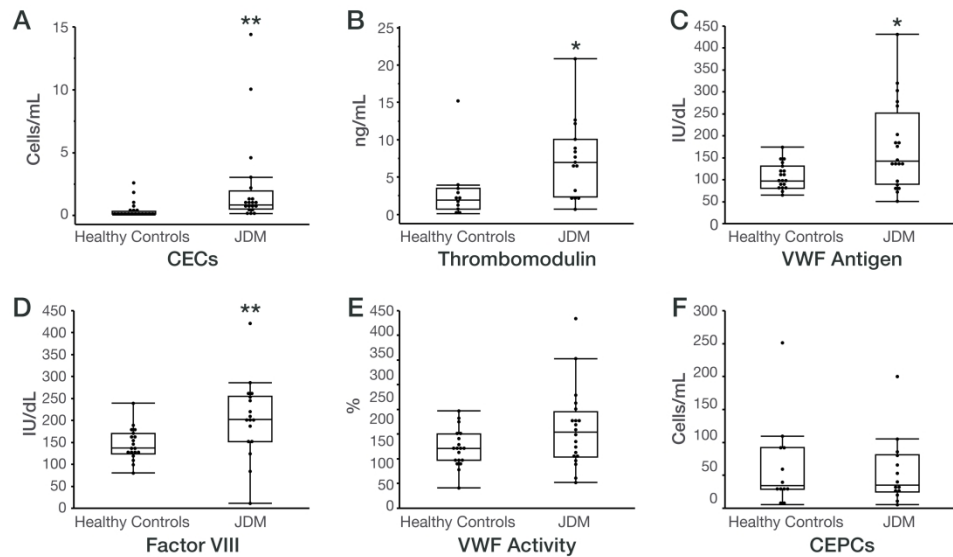 A
**
15
10
5
0
Cells/mL
Healthy Controls
JDM
CECs
B
*
25
20
15
10
5
0
ng/mL
Healthy Controls
JDM
Thrombomodulin
C
*
450
400
350
300
250
200
150
100
50
0
IU/dL
Healthy Controls
JDM
VWF Antigen
D
**
450
400
350
300
250
200
150
100
50
0
IU/dL
Healthy Controls
JDM
Factor VIII
E
450
400
350
300
250
200
150
100
50
0
%
Healthy Controls
JDM
VWF Activity
F
300
250
200
150
100
50
0
Cells/mL
Healthy Controls
JDM
CEPCs